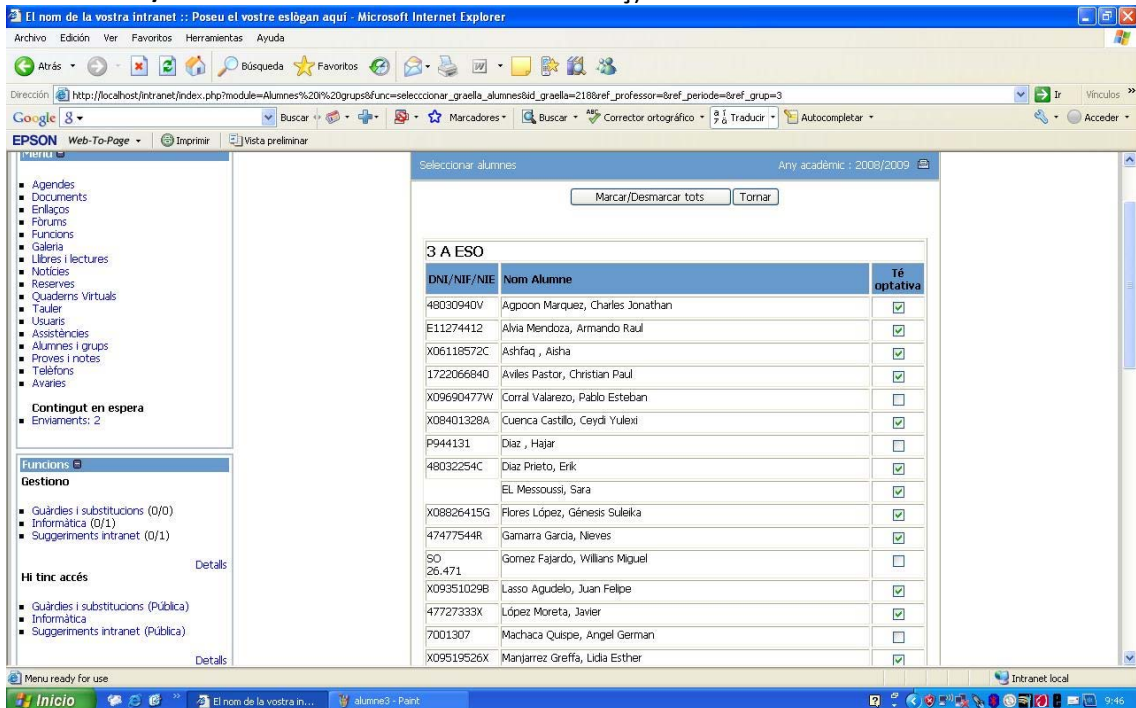 El nom de la vostra intranet :: Poseu el vostre eslògan aquí - Microsoft Internet Explorer
Archivo Edición Ver Favoritos Herramientas Ayuda
Atrás Búsqueda Favoritos
Dirección http://localhost/intranet/index.php?module=Alumnes%20i%20grups&func=selecccionar_graella_alumnes&id_graella=218&ref_professor=&ref_periode=&ref_grup=3 Ir Vínculos »
Google Buscar Marcadores Buscar Corrector ortográfico Traducir Autocompletar Acceder
EPSON Web-To-Page Imprimir Vista preliminar
Menú
Agendes
Documents
Enllaços
Fòrums
Funcions
Galeria
Llibres i lectures
Notícies
Reserves
Quaderns Virtuals
Tauler
Usuaris
Assistències
Alumnes i grups
Proves i notes
Telèfons
Avaries
Contingut en espera
Enviaments: 2
Funcions
Gestiono
Guàrdies i substitucions (0/0)
Informàtica (0/1)
Suggeriments intranet (0/1)
Detalls
Hi tinc accés
Guàrdies i substitucions (Pública)
Informàtica
Suggeriments intranet (Pública)
Detalls
Seleccionar alumnes Any acadèmic : 2008/2009
Marcar/Desmarcar tots Tornar
3 A ESO
DNI/NIF/NIE Nom Alumne Té optativa
48030940V Agpoon Marquez, Charles Jonathan
E11274412 Alvia Mendoza, Armando Raul
X06118572C Ashfaq , Aisha
1722066840 Aviles Pastor, Christian Paul
X09690477W Corral Valarezo, Pablo Esteban
X08401328A Cuenca Castillo, Ceydi Yulexi
P944131 Diaz , Hajar
48032254C Diaz Prieto, Erik
EL Messoussi, Sara
X08826415G Flores López, Génesis Suleika
47477544R Gamarra Garcia, Nieves
SO 26.471 Gomez Fajardo, Willians Miguel
X09351029B Lasso Agudelo, Juan Felipe
47727333X López Moreta, Javier
7001307 Machaca Quispe, Angel German
X09519526X Manjarrez Greffa, Lidia Esther
Menu ready for use Intranet local
Inicio El nom de la vostra in... alumne3 - Paint 9:46